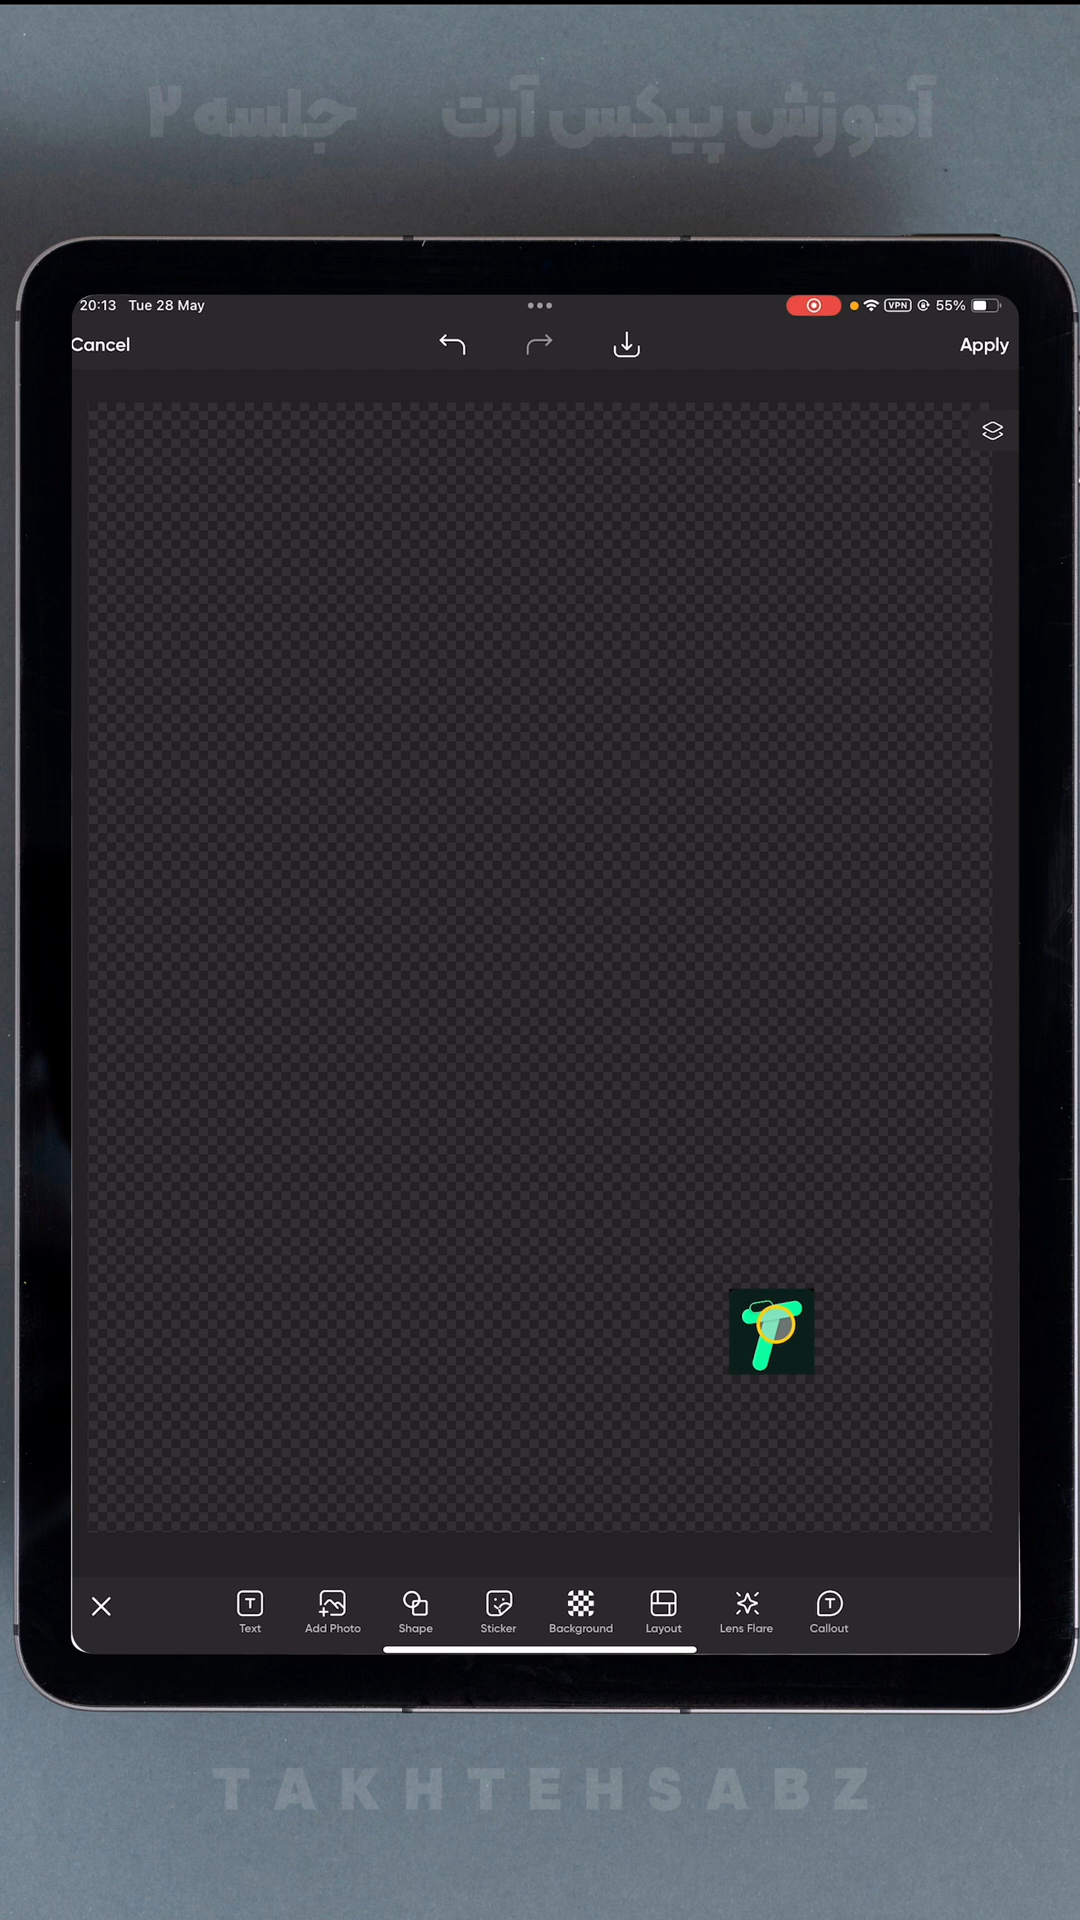 آموزش پیکس آرت جلسه ۲
20:13 Tue 28 May VPN 55%
Cancel Apply
Text Add Photo Shape Sticker Background Layout Lens Flare Callout
TAKHTEHSABZ